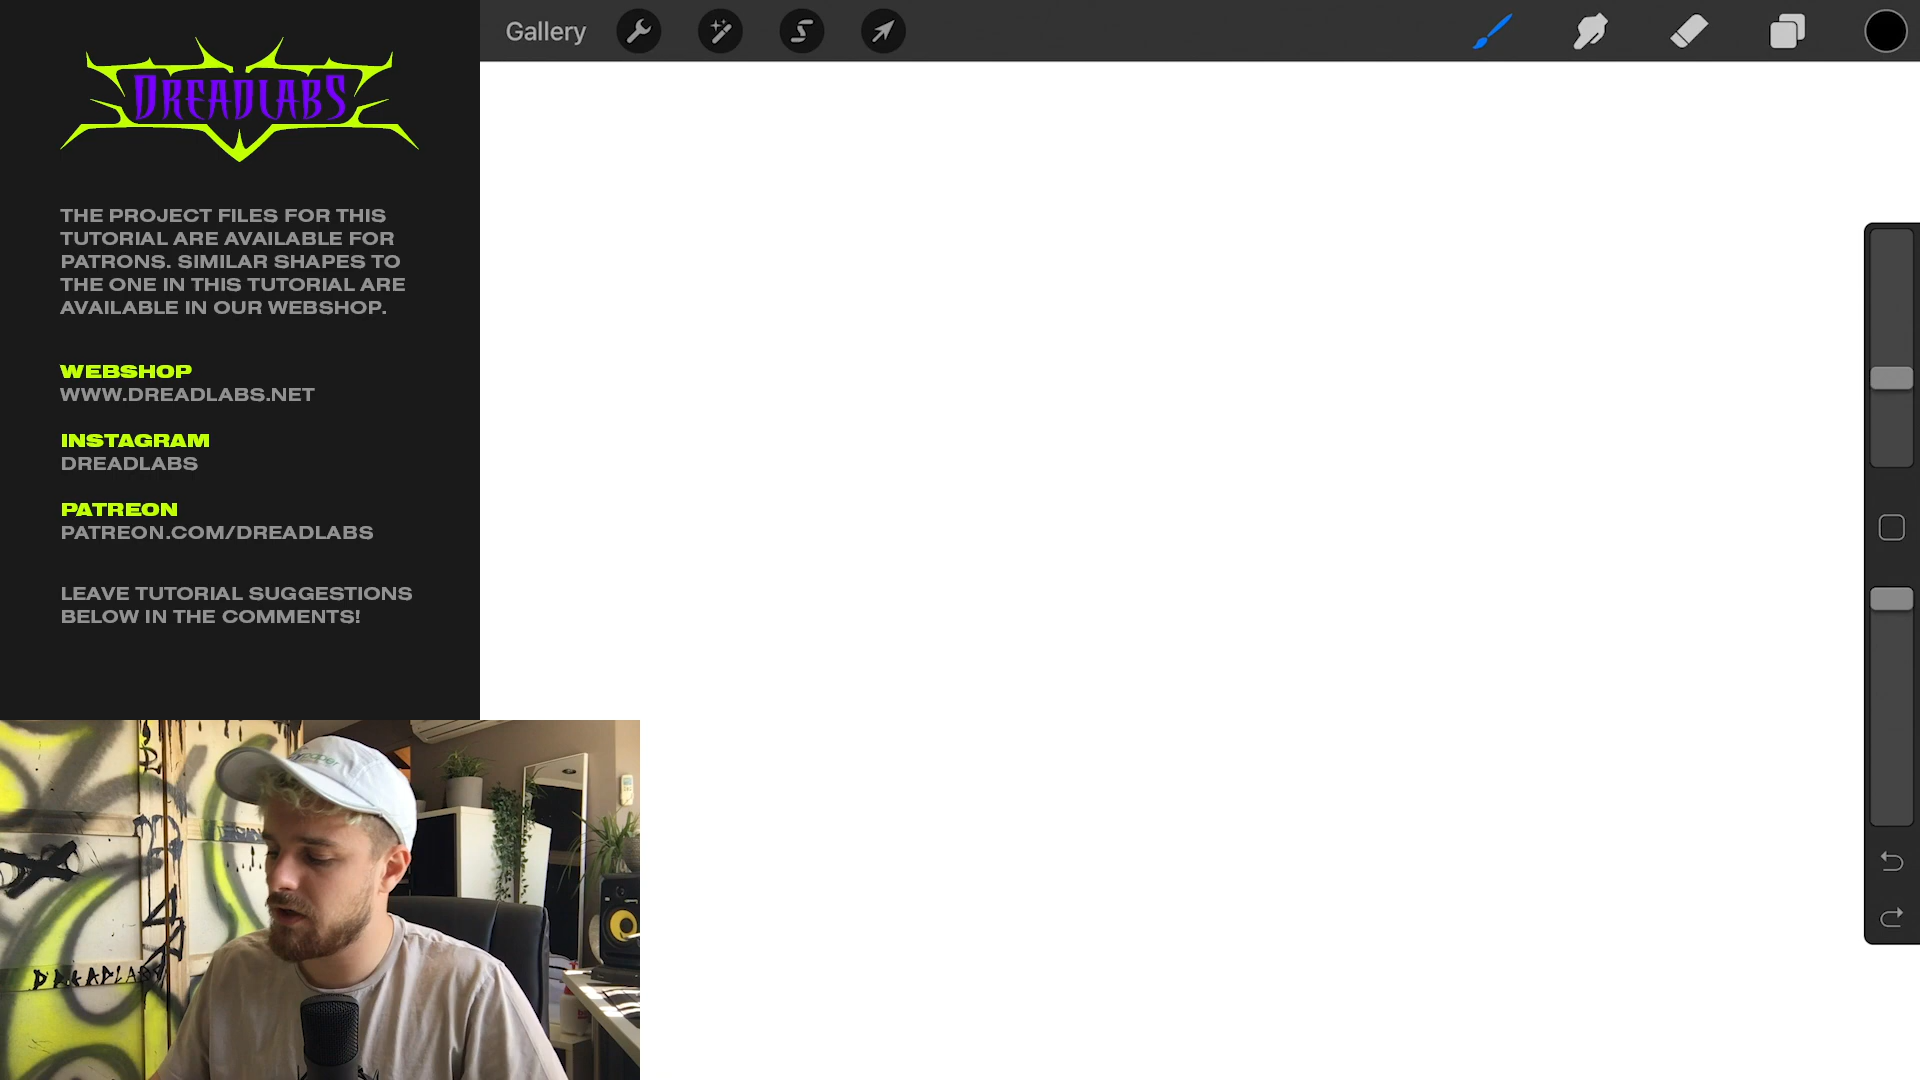 DREADLABS
THE PROJECT FILES FOR THIS
TUTORIAL ARE AVAILABLE FOR
PATRONS. SIMILAR SHAPES TO
THE ONE IN THIS TUTORIAL ARE
AVAILABLE IN OUR WEBSHOP.
WEBSHOP
WWW.DREADLABS.NET
INSTAGRAM
DREADLABS
PATREON
PATREON.COM/DREADLABS
LEAVE TUTORIAL SUGGESTIONS
BELOW IN THE COMMENTS!
Gallery
DREADLABS